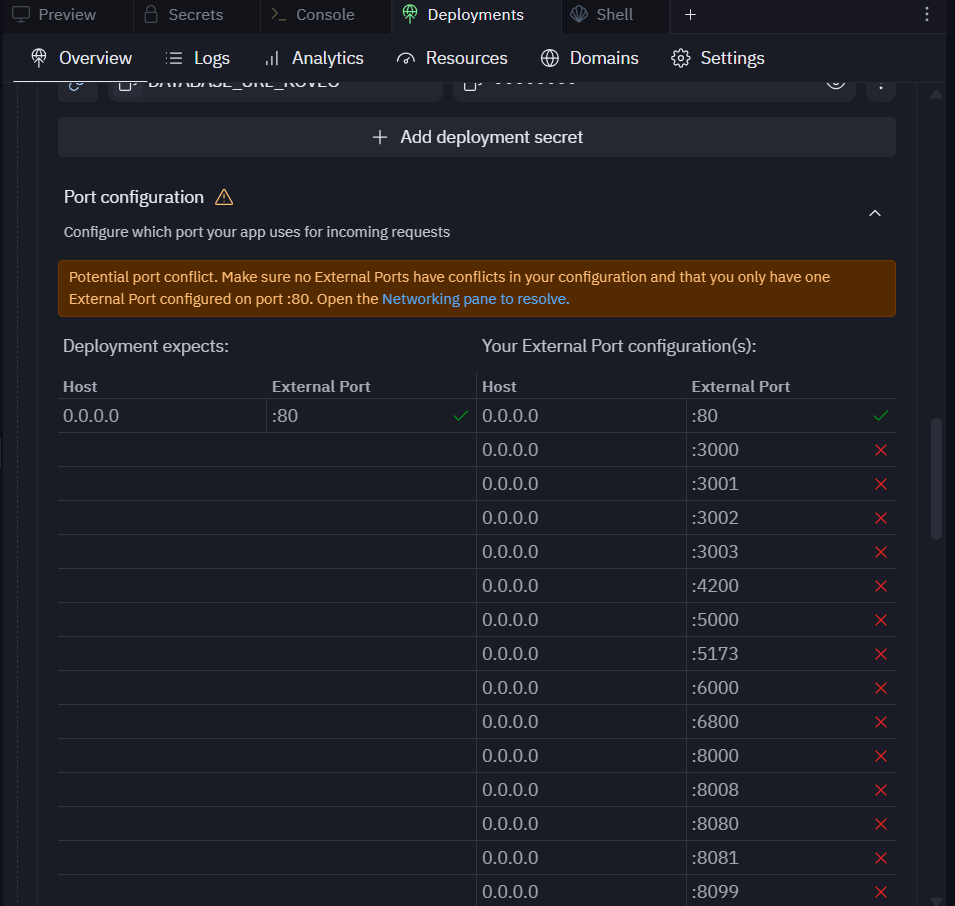 Preview Secrets Console Deployments Shell
Overview Logs Analytics Resources Domains Settings
Add deployment secret
Port configuration
Configure which port your app uses for incoming requests
Potential port conflict. Make sure no External Ports have conflicts in your configuration and that you only have one
External Port configured on port :80. Open the Networking pane to resolve.
Deployment expects: Your External Port configuration(s):
Host External Port Host External Port
0.0.0.0 :80 0.0.0.0 :80
0.0.0.0 :3000
0.0.0.0 :3001
0.0.0.0 :3002
0.0.0.0 :3003
0.0.0.0 :4200
0.0.0.0 :5000
0.0.0.0 :5173
0.0.0.0 :6000
0.0.0.0 :6800
0.0.0.0 :8000
0.0.0.0 :8008
0.0.0.0 :8080
0.0.0.0 :8081
0.0.0.0 :8099